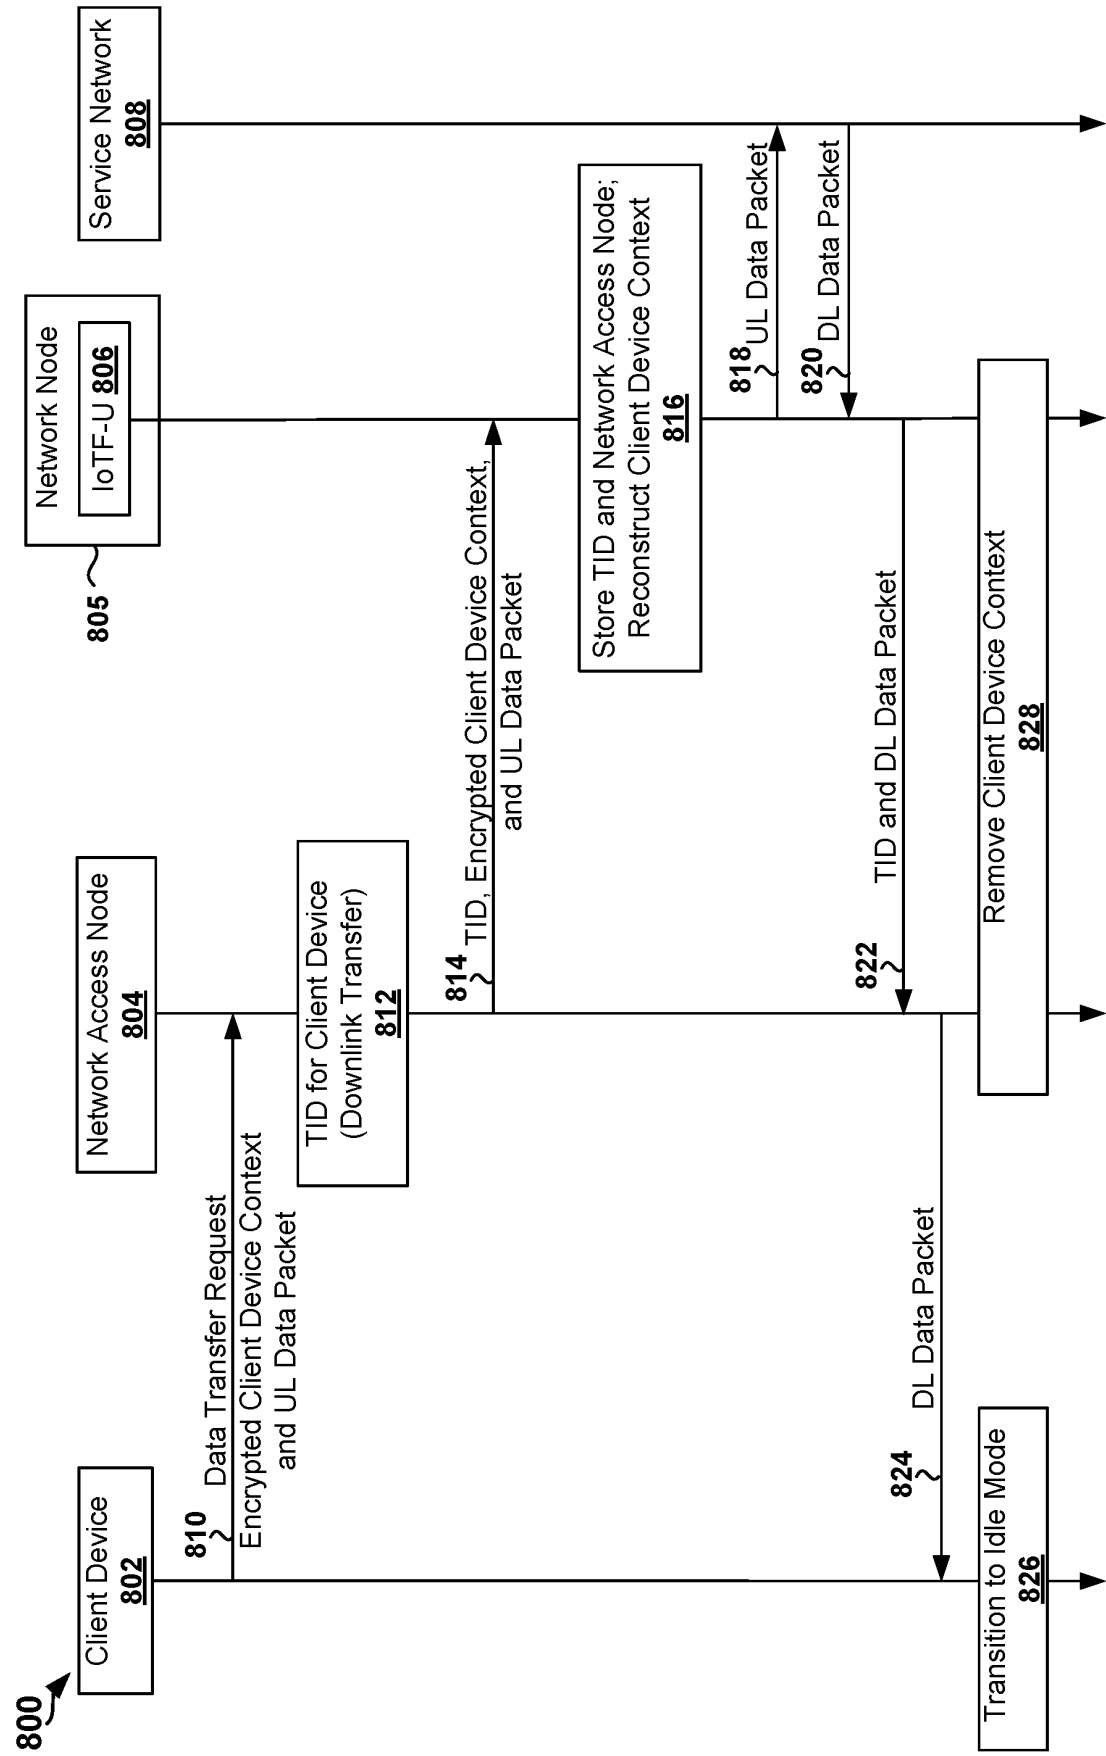 800
Client Device
802
Network Access Node
804
Network Node
IoTF-U 806
805
Service Network
808
810
Data Transfer Request
Encrypted Client Device Context
and UL Data Packet
TID for Client Device
(Downlink Transfer)
812
814
TID, Encrypted Client Device Context,
and UL Data Packet
Store TID and Network Access Node;
Reconstruct Client Device Context
816
818
UL Data Packet
820
DL Data Packet
822
TID and DL Data Packet
824
DL Data Packet
Transition to Idle Mode
826
Remove Client Device Context
828